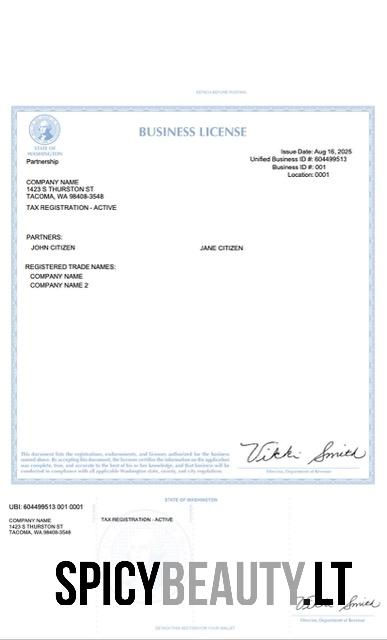 DETACH BEFORE POSTING
BUSINESS LICENSE
STATE OF
WASHINGTON
Partnership
Issue Date: Aug 16, 2025
Unified Business ID #: 604499513
Business ID #: 001
Location: 0001
COMPANY NAME
1423 S THURSTON ST
TACOMA, WA 98408-3548
TAX REGISTRATION - ACTIVE
PARTNERS:
JOHN CITIZEN JANE CITIZEN
REGISTERED TRADE NAMES:
COMPANY NAME
COMPANY NAME 2
This document lists the registrations, endorsements, and licenses authorized for the business
named above. By accepting this document, the licensee certifies the information on the application
was complete, true, and accurate to the best of his or her knowledge, and that business will be
conducted in compliance with all applicable Washington state, county, and city regulations.
Vikki Smith
Director, Department of Revenue
STATE OF WASHINGTON
UBI: 604499513 001 0001
COMPANY NAME
1423 S THURSTON ST
TACOMA, WA 98408-3548
TAX REGISTRATION - ACTIVE
SPICYBEAUTY.LT
Vikki Smith
Director, Department of Revenue
DETACH THIS SECTION FOR YOUR WALLET